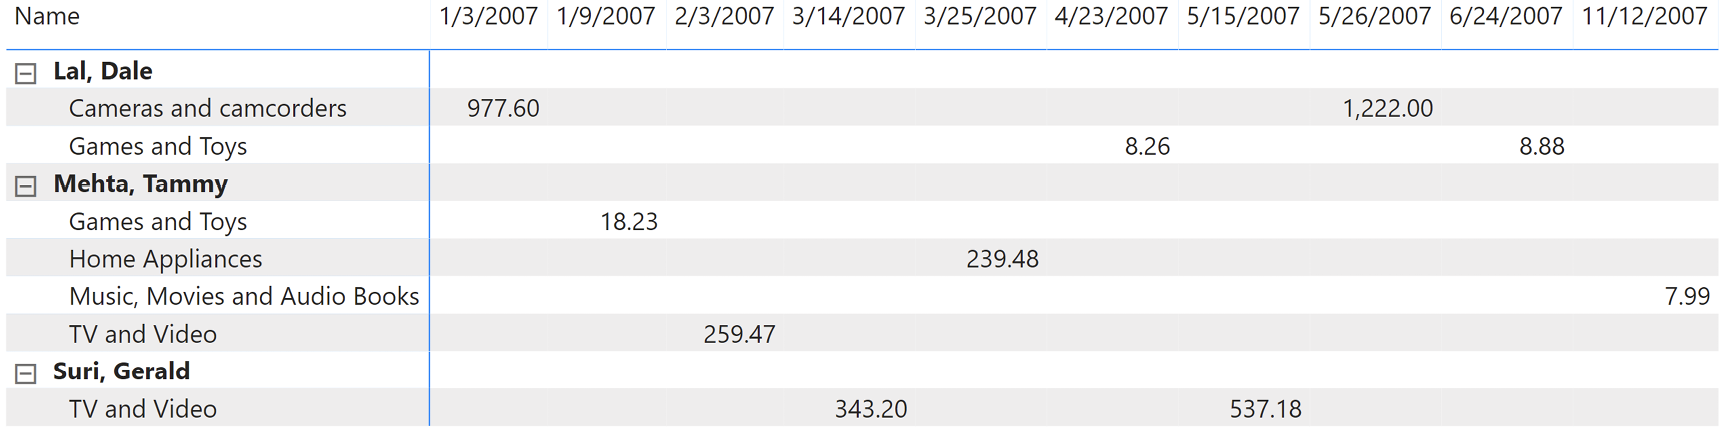 Name 1/3/2007 1/9/2007 2/3/2007 3/14/2007 3/25/2007 4/23/2007 5/15/2007 5/26/2007 6/24/2007 11/12/2007
Lal, Dale
Cameras and camcorders 977.60 1,222.00
Games and Toys 8.26 8.88
Mehta, Tammy
Games and Toys 18.23
Home Appliances 239.48
Music, Movies and Audio Books 7.99
TV and Video 259.47
Suri, Gerald
TV and Video 343.20 537.18